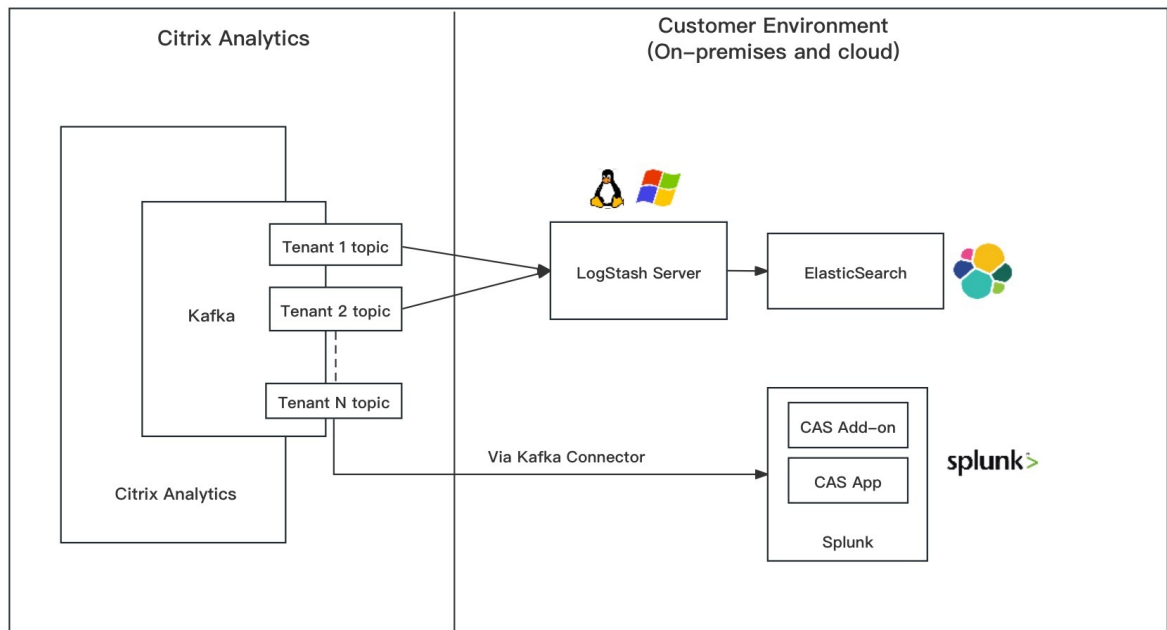 Citrix Analytics
Customer Environment
(On-premises and cloud)
Tenant 1 topic
Tenant 2 topic
Kafka
Tenant N topic
Citrix Analytics
LogStash Server
ElasticSearch
Via Kafka Connector
CAS Add-on
CAS App
Splunk
splunk>